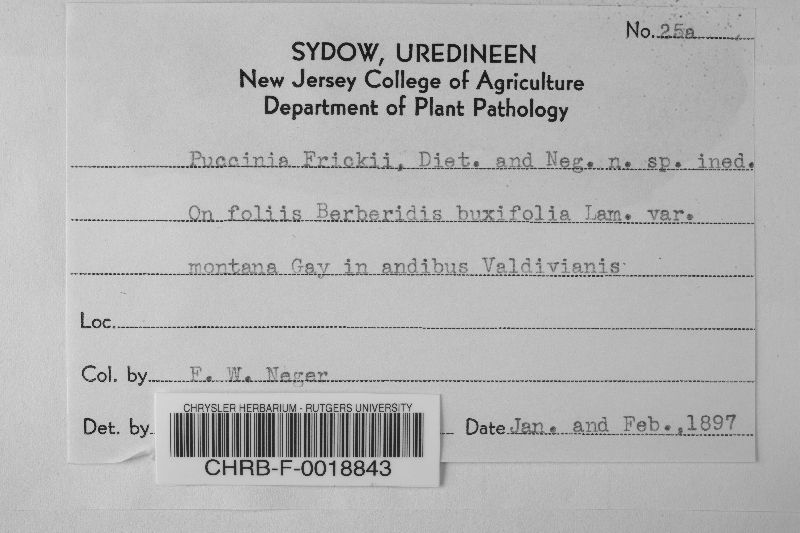 No. 25a
SYDOW, UREDINEEN
New Jersey College of Agriculture
Department of Plant Pathology
Puccinia Frickii, Diet. and Neg. n. sp. ined.
On foliis Berberidis buxifolia Lam. var.
montana Gay in andibus Valdivianis
Loc.
Col. by F. W. Neger
Det. by Date Jan. and Feb.,1897
CHRYSLER HERBARIUM - RUTGERS UNIVERSITY
CHRB-F-0018843